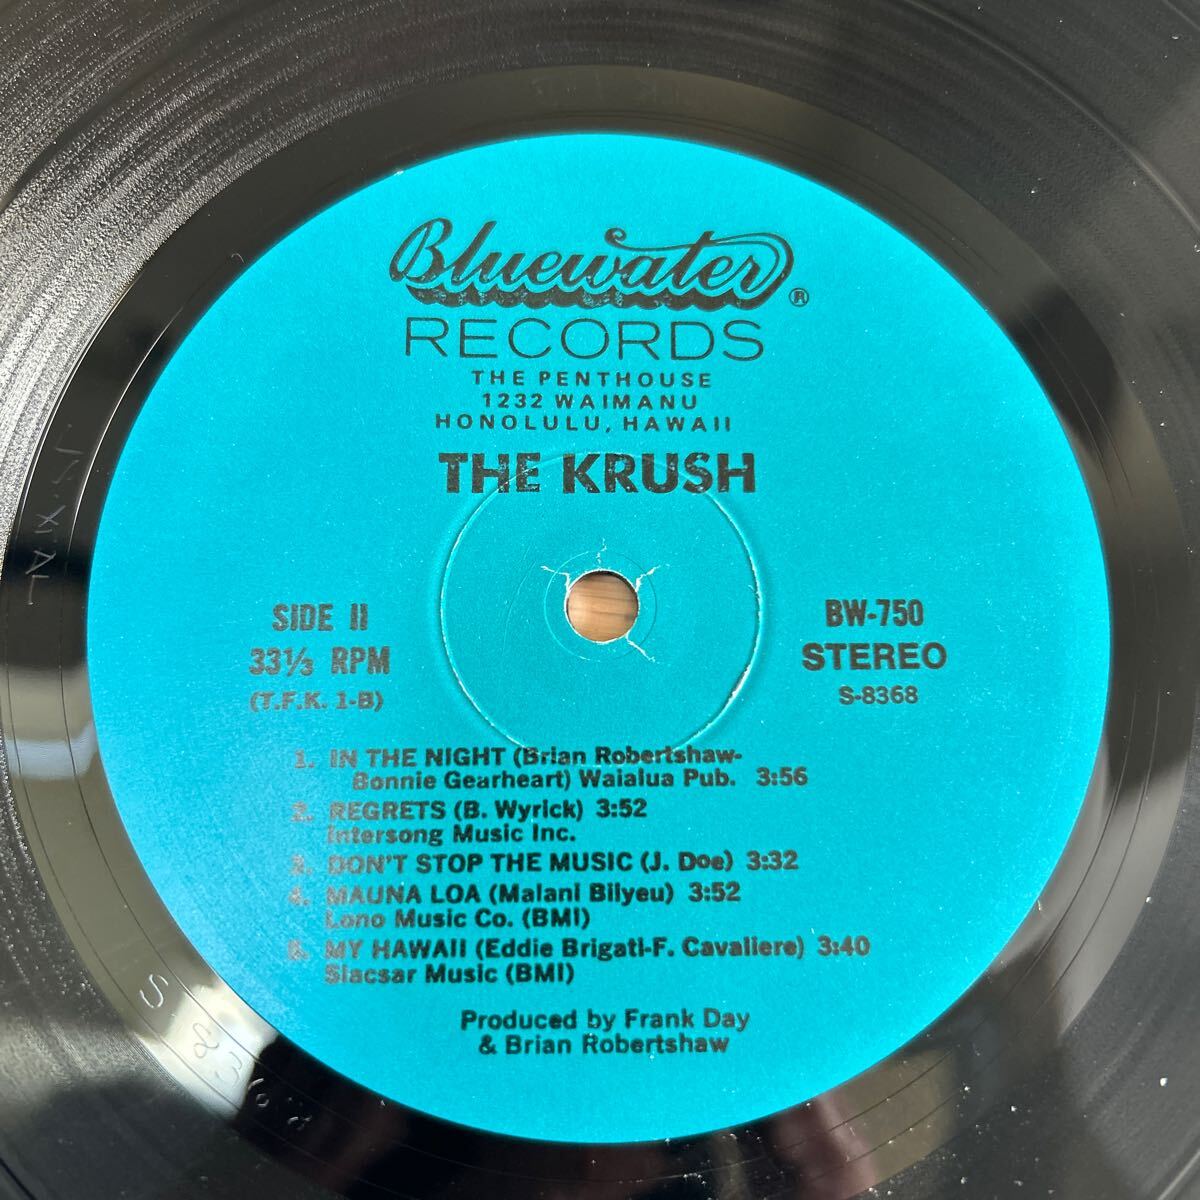 Bluewater ®
RECORDS
THE PENTHOUSE
1232 WAIMANU
HONOLULU, HAWAII
THE KRUSH
SIDE II
33⅓ RPM
(T.F.K. 1-B)
BW-750
STEREO
S-8368
1. IN THE NIGHT (Brian Robertshaw-
Bonnie Gearheart) Waialua Pub. 3:56
2. REGRETS (B. Wyrick) 3:52
Intersong Music Inc.
3. DON'T STOP THE MUSIC (J. Doe) 3:32
4. MAUNA LOA (Malani Bilyeu) 3:52
Lono Music Co. (BMI)
5. MY HAWAII (Eddie Brigati-F. Cavaliere) 3:40
Slacsar Music (BMI)
Produced by Frank Day
& Brian Robertshaw